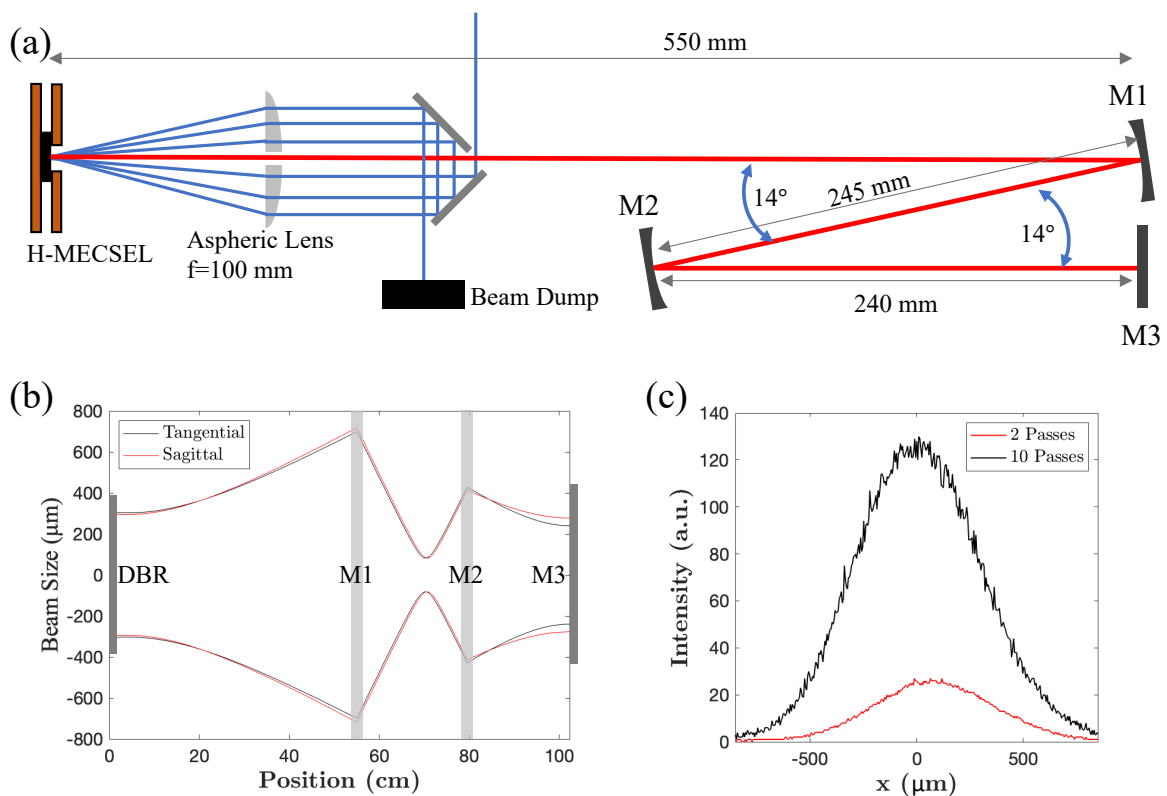 (a)
550 mm
M1
14°
245 mm
M2
14°
H-MECSEL
Aspheric Lens
f=100 mm
Beam Dump
240 mm
M3
(b)
800
600
400
200
0
-200
-400
-600
-800
Beam Size (μm)
Tangential
Sagittal
DBR
M1
M2
M3
0
20
40
60
80
100
Position (cm)
(c)
140
120
100
80
60
40
20
0
Intensity (a.u.)
2 Passes
10 Passes
-500
0
500
x (μm)